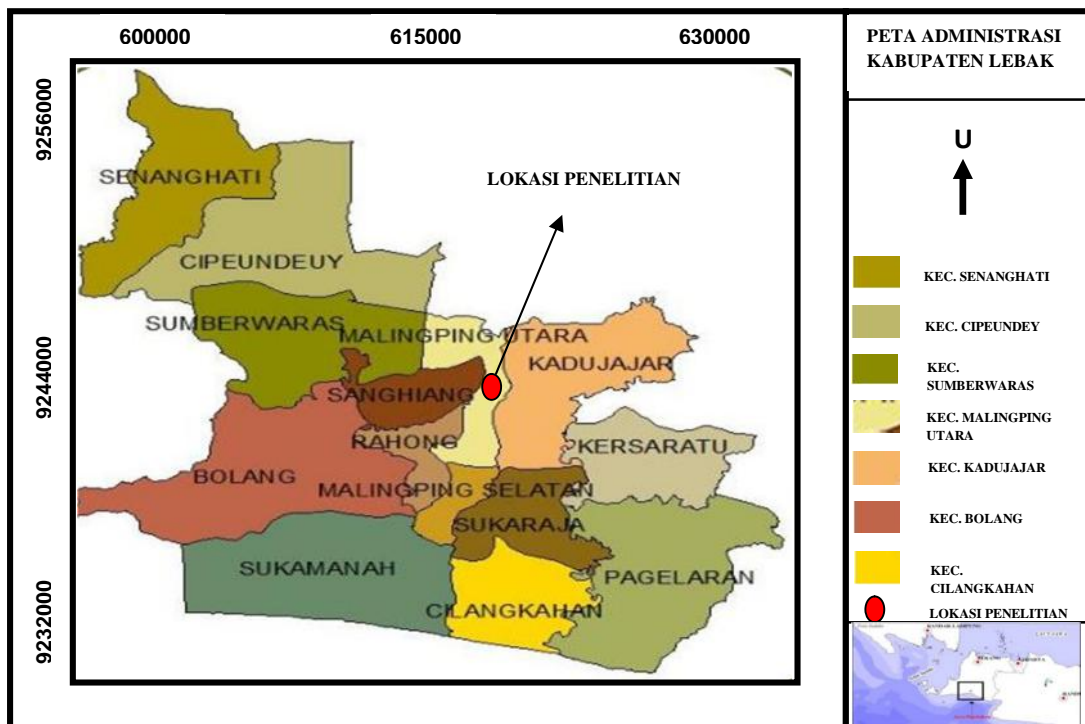 600000 615000 630000
9256000
9244000
9232000
SENANGHATI
LOKASI PENELITIAN
CIPEUNDEUY
SUMBERWARAS
MALINGPING UTARA
KADUJAJAR
SANGHIANG
RAHONG
KERSARATU
BOLANG
MALINGPING SELATAN
SUKARAJA
SUKAMANAH
PAGELARAN
CILANGKAHAN
PETA ADMINISTRASI
KABUPATEN LEBAK
U
KEC. SENANGHATI
KEC. CIPEUNDEY
KEC.
SUMBERWARAS
KEC. MALINGPING
UTARA
KEC. KADUJAJAR
KEC. BOLANG
KEC.
CILANGKAHAN
LOKASI PENELITIAN